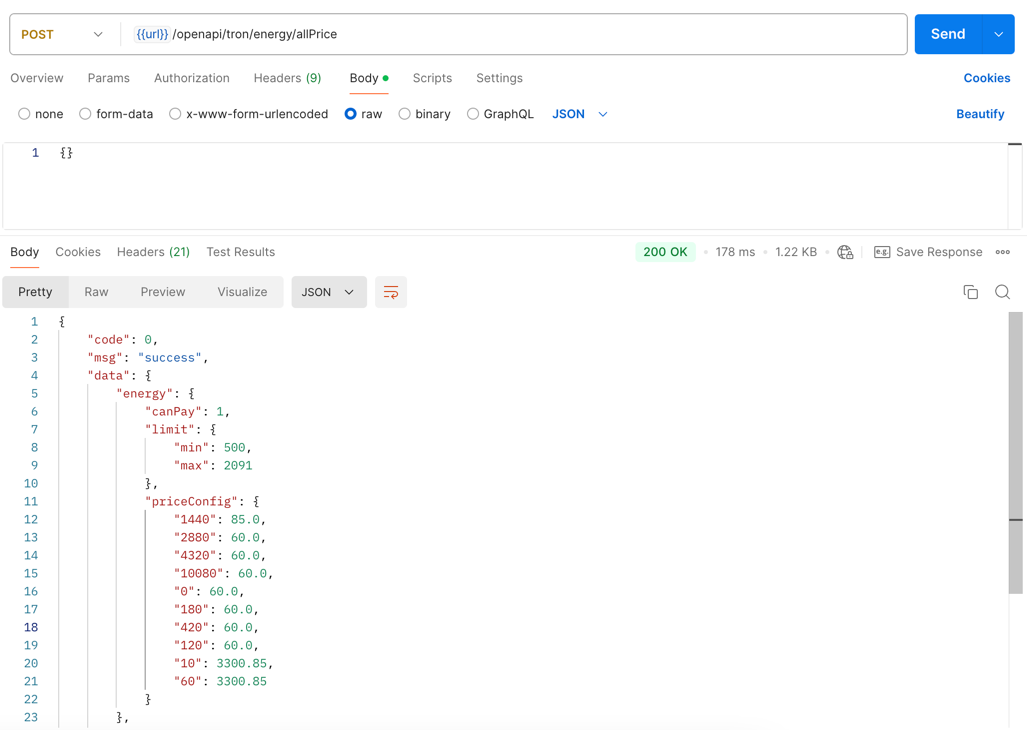 POST {{url}} /openapi/tron/energy/allPrice Send
Overview Params Authorization Headers (9) Body Scripts Settings Cookies
none form-data x-www-form-urlencoded raw binary GraphQL JSON Beautify
1 {}
Body Cookies Headers (21) Test Results 200 OK 178 ms 1.22 KB e.g. Save Response
Pretty Raw Preview Visualize JSON
1 {
2 "code": 0,
3 "msg": "success",
4 "data": {
5 "energy": {
6 "canPay": 1,
7 "limit": {
8 "min": 500,
9 "max": 2091
10 },
11 "priceConfig": {
12 "1440": 85.0,
13 "2880": 60.0,
14 "4320": 60.0,
15 "10080": 60.0,
16 "0": 60.0,
17 "180": 60.0,
18 "420": 60.0,
19 "120": 60.0,
20 "10": 3300.85,
21 "60": 3300.85
22 }
23 },